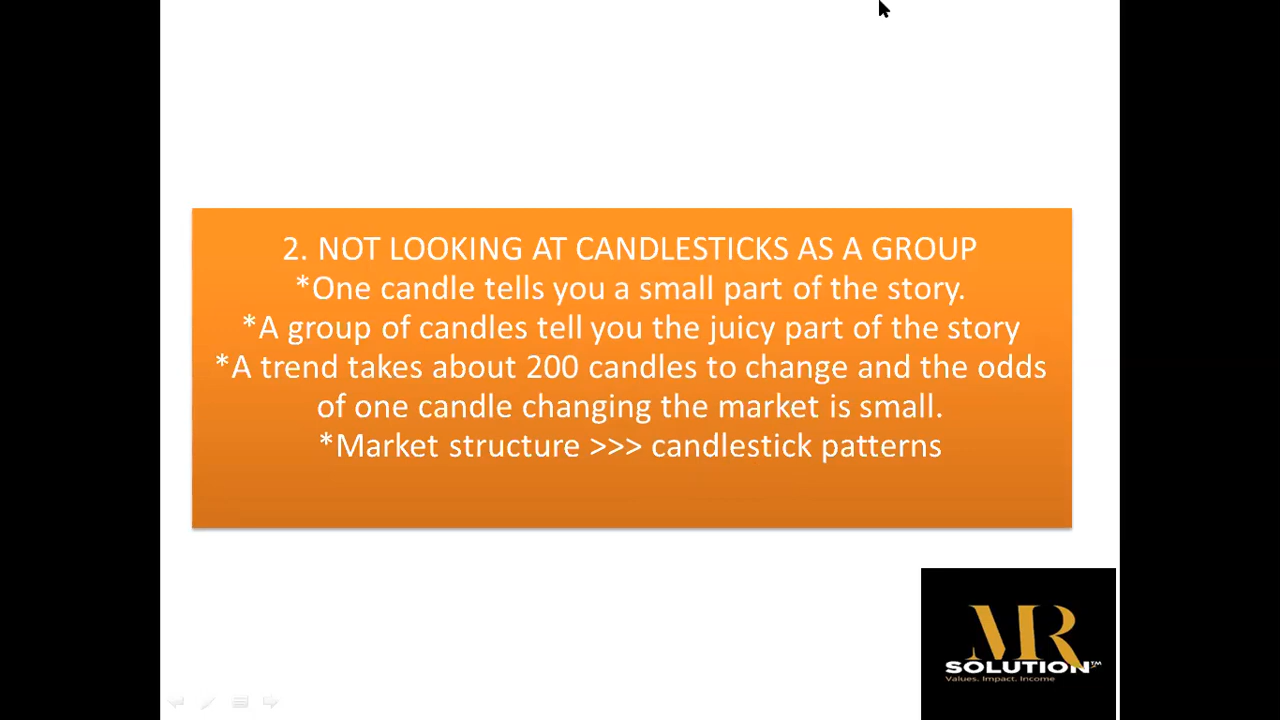 2. NOT LOOKING AT CANDLESTICKS AS A GROUP
*One candle tells you a small part of the story.
*A group of candles tell you the juicy part of the story
*A trend takes about 200 candles to change and the odds
of one candle changing the market is small.
*Market structure >>> candlestick patterns
MR
SOLUTION™
Values. Impact. Income